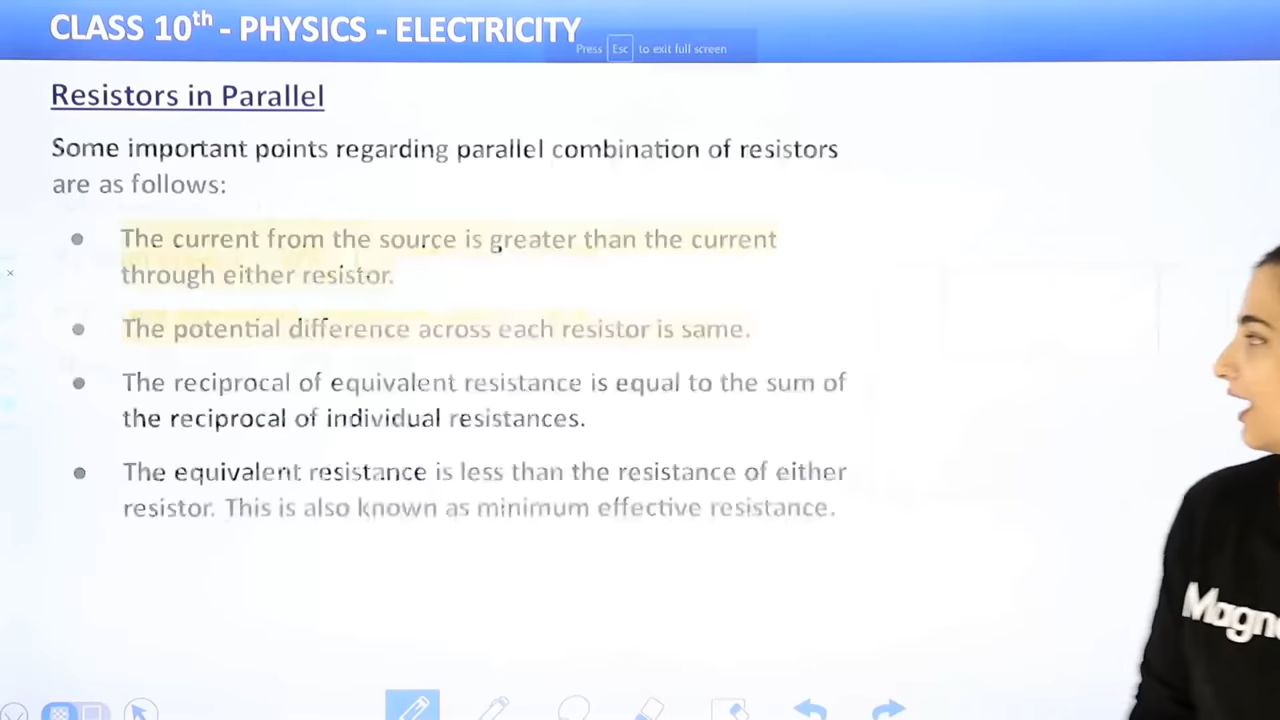 CLASS 10th - PHYSICS - ELECTRICITY
Press Esc to exit full screen
Resistors in Parallel
Some important points regarding parallel combination of resistors
are as follows:
● The current from the source is greater than the current
through either resistor.
● The potential difference across each resistor is same.
● The reciprocal of equivalent resistance is equal to the sum of
the reciprocal of individual resistances.
● The equivalent resistance is less than the resistance of either
resistor. This is also known as minimum effective resistance.